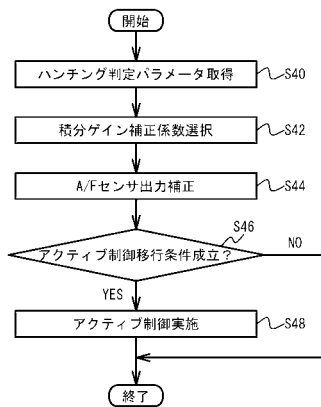 開始
ハンチング判定パラメータ取得
S40
積分ゲイン補正係数選択
S42
A/Fセンサ出力補正
S44
S46
アクティブ制御移行条件成立?
NO
YES
アクティブ制御実施
S48
終了